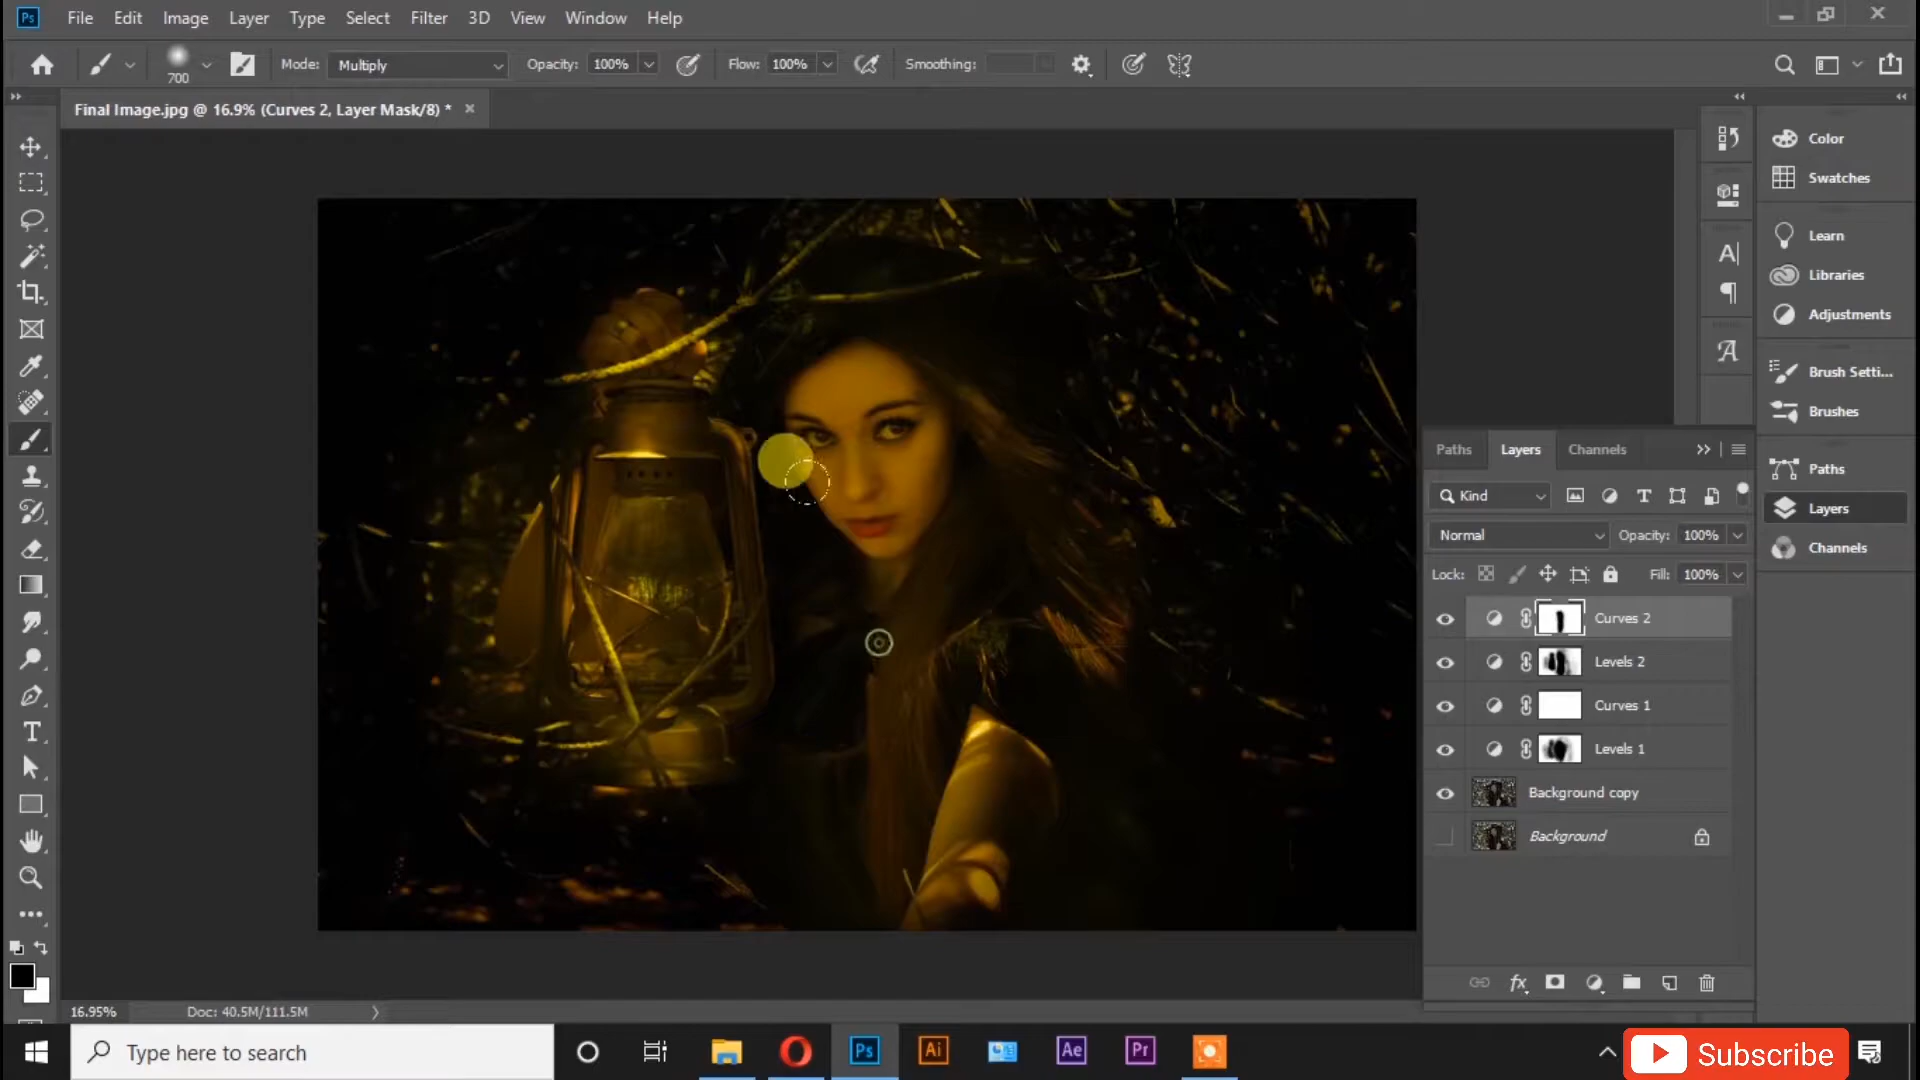 Ps File Edit Image Layer Type Select Filter 3D View Window Help
700 Mode: Multiply Opacity: 100% Flow: 100% Smoothing:
Final Image.jpg @ 16.9% (Curves 2, Layer Mask/8) *
Color
Swatches
Learn
Libraries
Adjustments
Brush Setti...
Brushes
Paths
Layers
Channels
Paths Layers Channels
Kind
Normal Opacity: 100%
Lock: Fill: 100%
Curves 2
Levels 2
Curves 1
Levels 1
Background copy
Background
fx
16.95% Doc: 40.5M/111.5M
Type here to search Ps Ai Ae Pr Subscribe